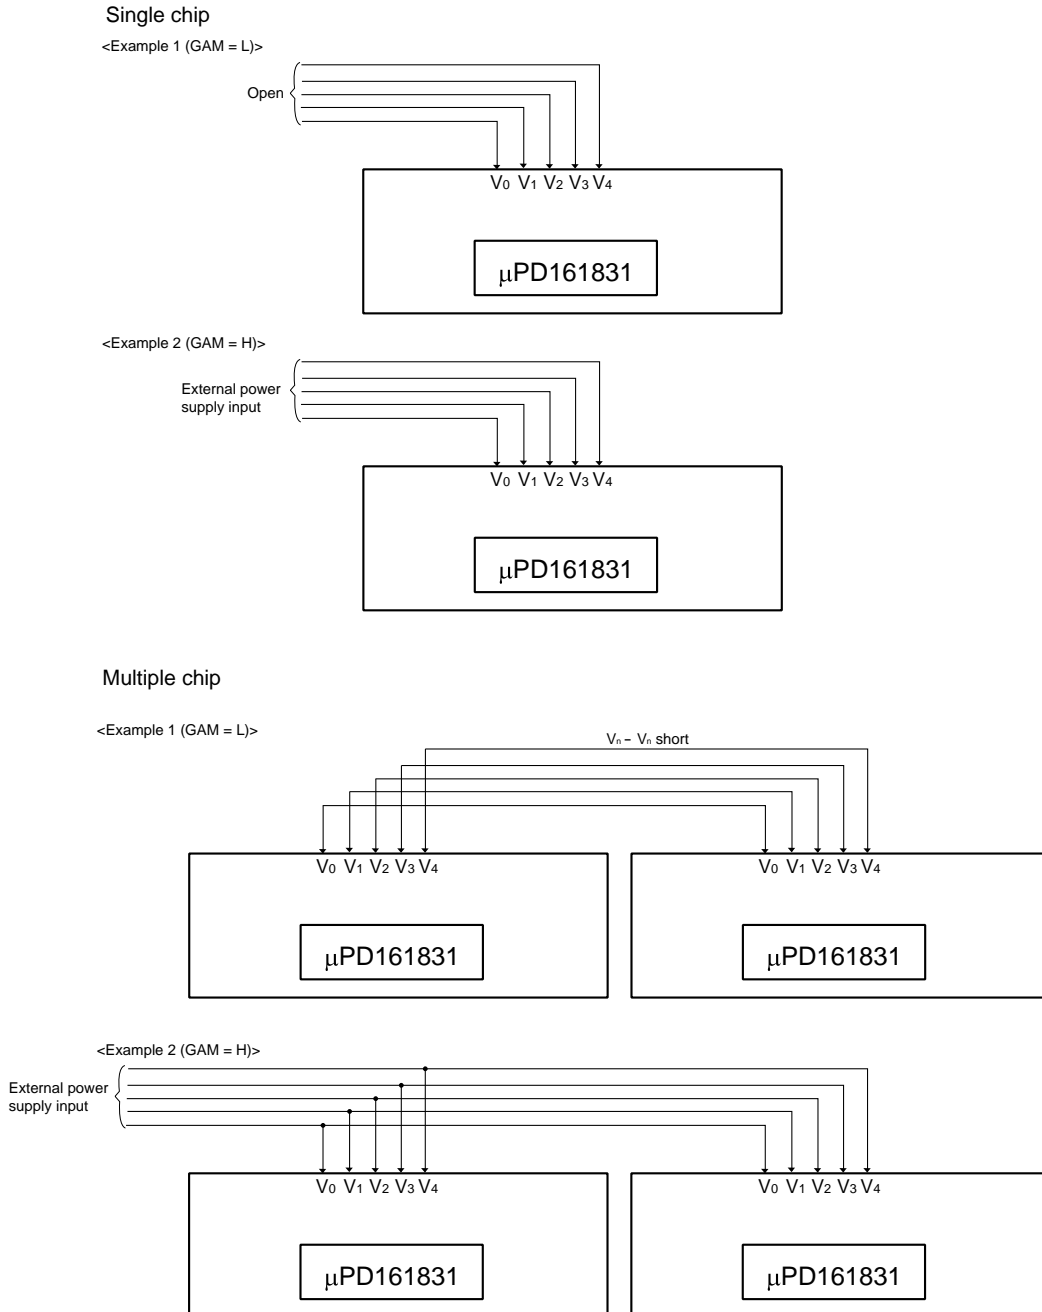 Single chip
<Example 1 (GAM = L)>
Open
V0 V1 V2 V3 V4
μPD161831
<Example 2 (GAM = H)>
External power
supply input
V0 V1 V2 V3 V4
μPD161831
Multiple chip
<Example 1 (GAM = L)>
Vn – Vn short
V0 V1 V2 V3 V4
V0 V1 V2 V3 V4
μPD161831
μPD161831
<Example 2 (GAM = H)>
External power
supply input
V0 V1 V2 V3 V4
V0 V1 V2 V3 V4
μPD161831
μPD161831